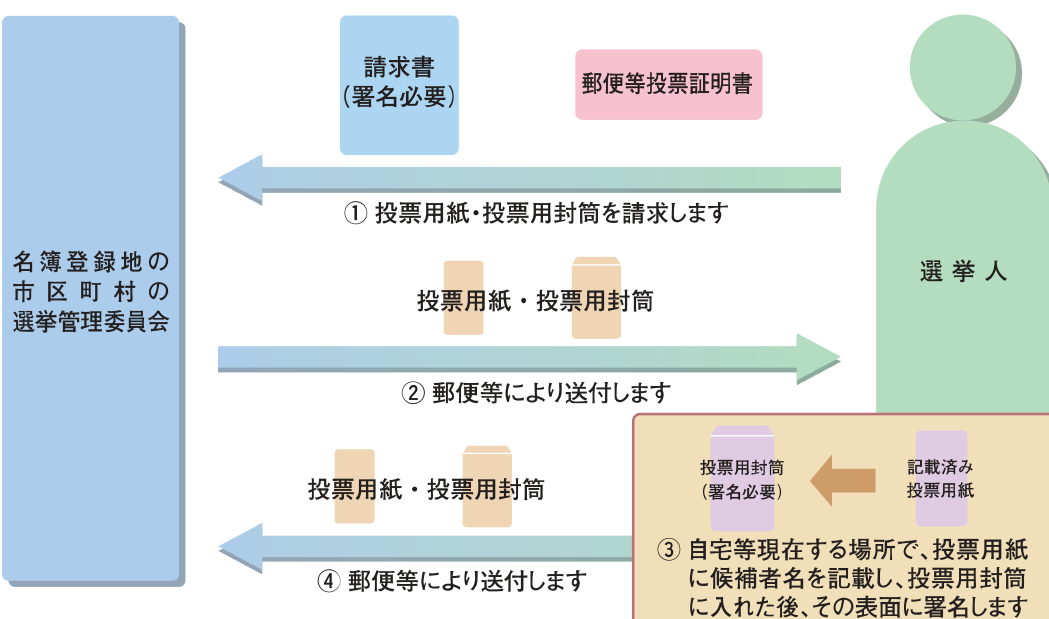 請求書
(署名必要)
郵便等投票証明書
① 投票用紙・投票用封筒を請求します
名簿登録地の
市区町村の
選挙管理委員会
選挙人
投票用紙・投票用封筒
② 郵便等により送付します
投票用封筒
(署名必要)
記載済み
投票用紙
③ 自宅等現在する場所で、投票用紙
に候補者名を記載し、投票用封筒
に入れた後、その表面に署名します
投票用紙・投票用封筒
④ 郵便等により送付します